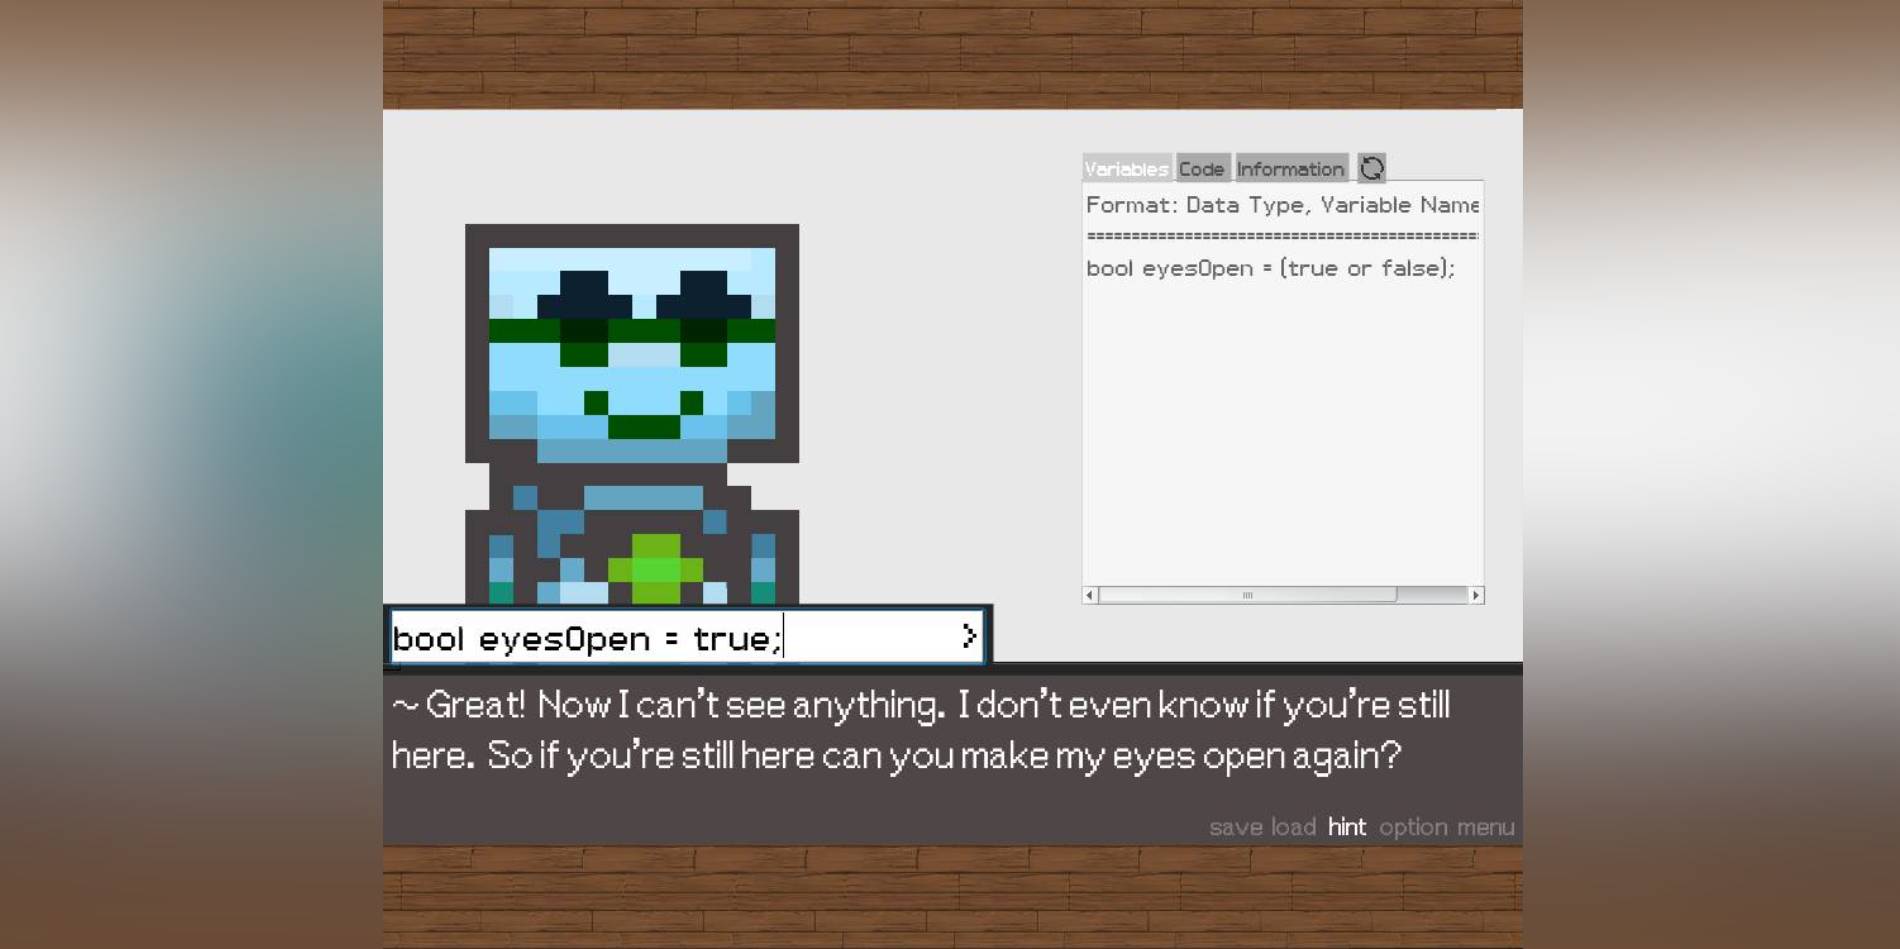 Variables Code Information
Format: Data Type, Variable Name
=============================================
bool eyesOpen = (true or false);
bool eyesOpen = true; >
~ Great! Now I can't see anything. I don't even know if you're still
here. So if you're still here can you make my eyes open again?
save load hint option menu